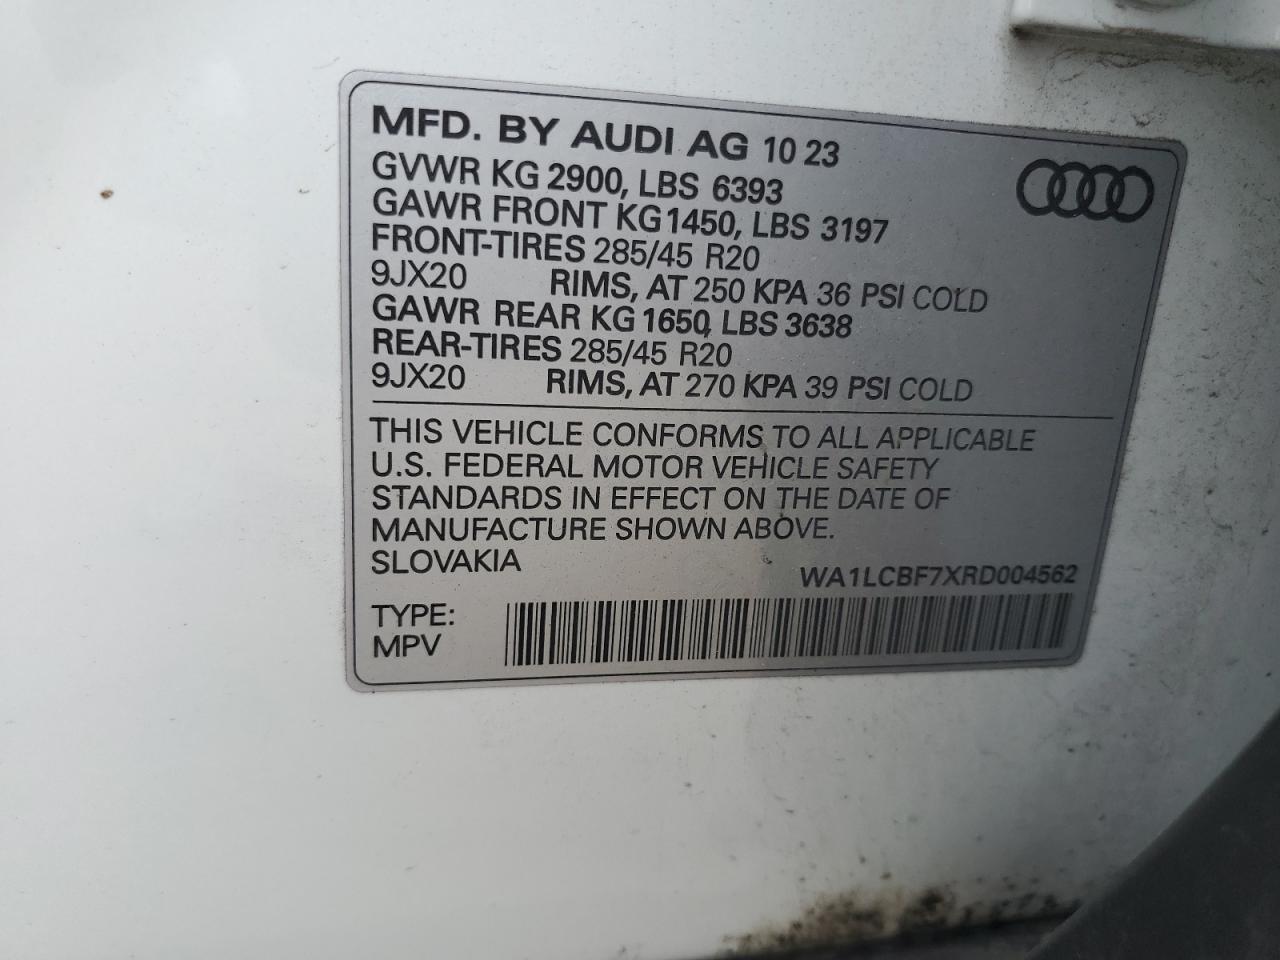 MFD. BY AUDI AG 10 23
GVWR KG 2900, LBS 6393
GAWR FRONT KG 1450, LBS 3197
FRONT-TIRES 285/45 R20
9JX20 RIMS, AT 250 KPA 36 PSI COLD
GAWR REAR KG 1650, LBS 3638
REAR-TIRES 285/45 R20
9JX20 RIMS, AT 270 KPA 39 PSI COLD
THIS VEHICLE CONFORMS TO ALL APPLICABLE
U.S. FEDERAL MOTOR VEHICLE SAFETY
STANDARDS IN EFFECT ON THE DATE OF
MANUFACTURE SHOWN ABOVE.
SLOVAKIA
WA1LCBF7XRD004562
TYPE:
MPV